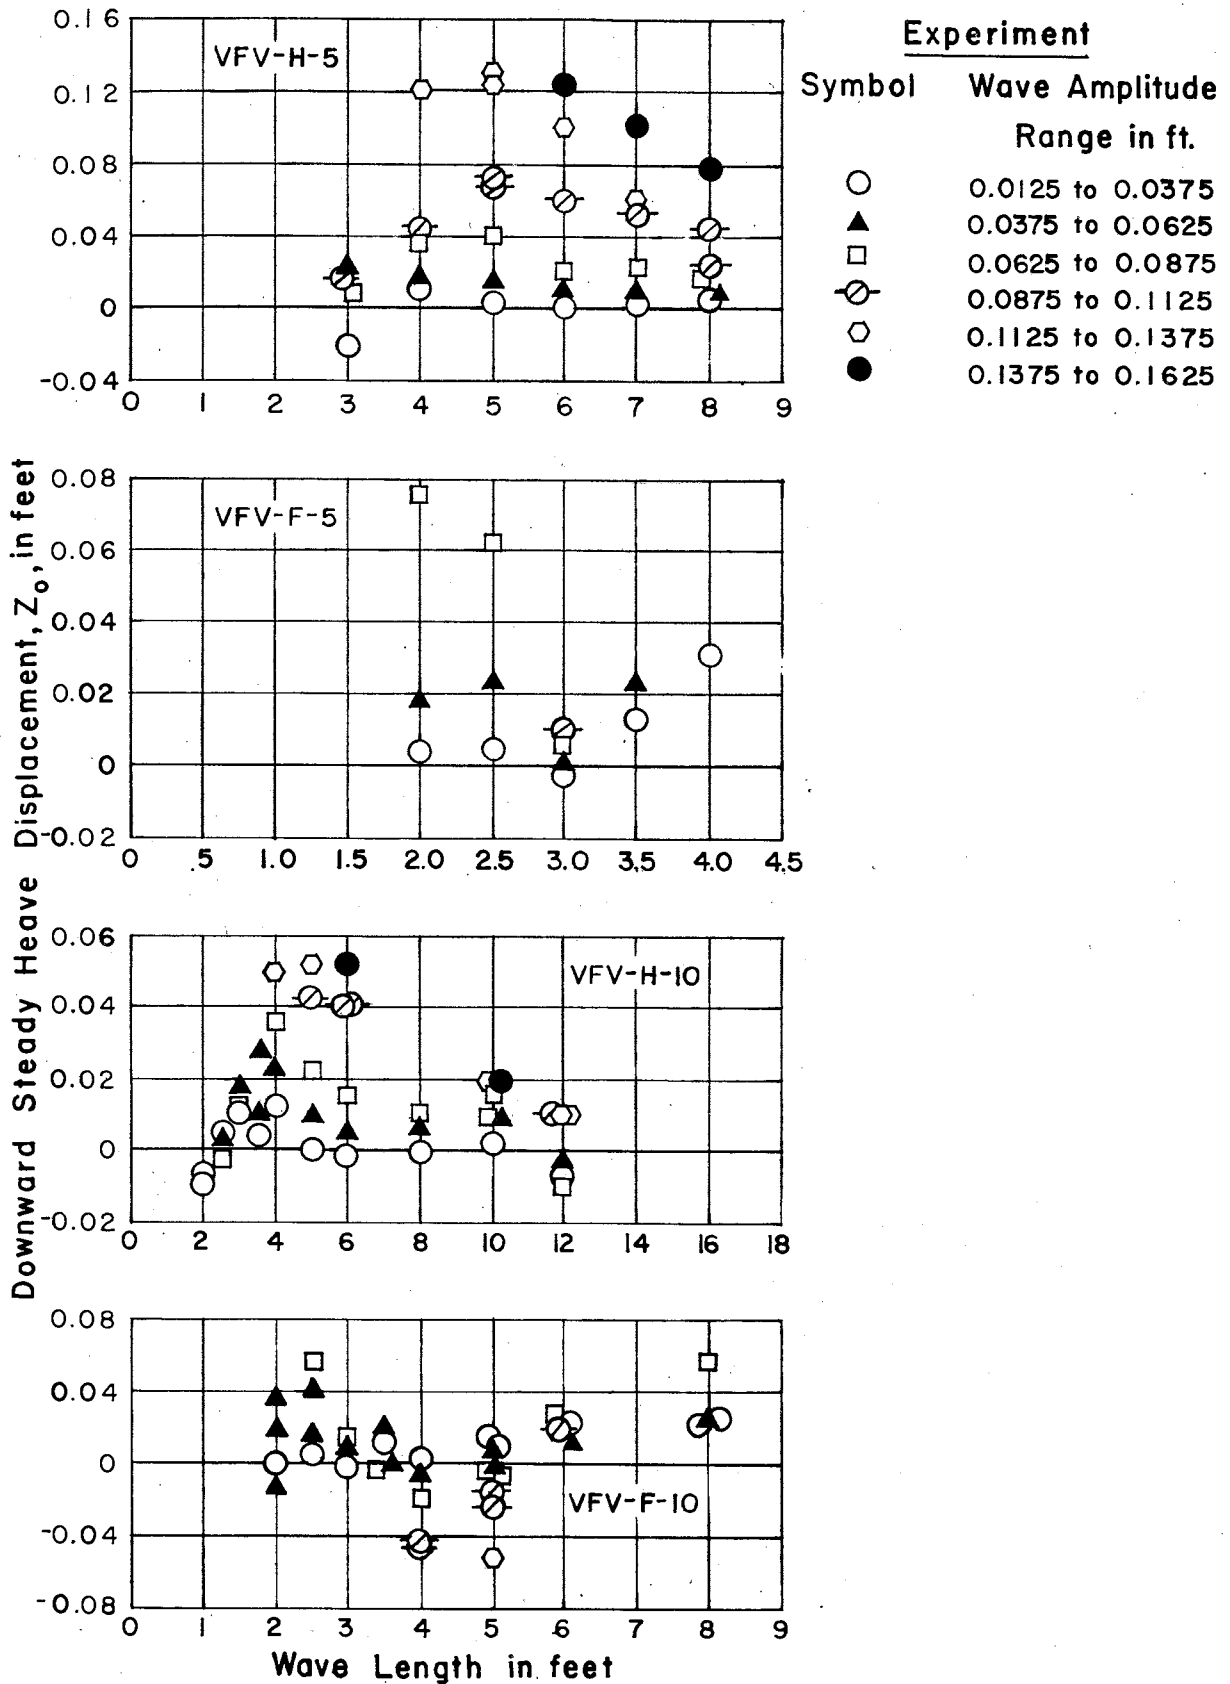 Experiment
Symbol Wave Amplitude
Range in ft.
0.0125 to 0.0375
0.0375 to 0.0625
0.0625 to 0.0875
0.0875 to 0.1125
0.1125 to 0.1375
0.1375 to 0.1625
Downward Steady Heave Displacement, Zo, in feet
VFV-H-5
0.16
0.12
0.08
0.04
0
-0.04
0 1 2 3 4 5 6 7 8 9
VFV-F-5
0.08
0.06
0.04
0.02
0
-0.02
0 .5 1.0 1.5 2.0 2.5 3.0 3.5 4.0 4.5
VFV-H-10
0.06
0.04
0.02
0
-0.02
0 2 4 6 8 10 12 14 16 18
VFV-F-10
0.08
0.04
0
-0.04
-0.08
0 1 2 3 4 5 6 7 8 9
Wave Length in feet